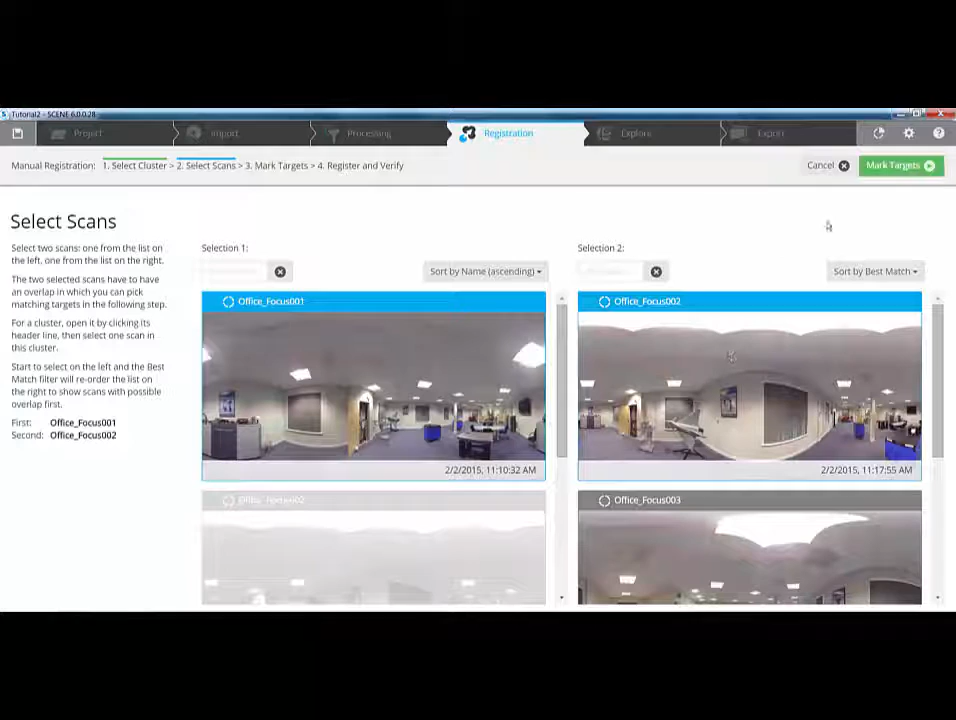 Tutorial2 - SCENE 6.0.0.28
Project
Import
Processing
Registration
Explore
Export
Manual Registration: 1. Select Cluster > 2. Select Scans > 3. Mark Targets > 4. Register and Verify
Cancel
Mark Targets
Select Scans
Select two scans: one from the list on
the left, one from the list on the right.
The two selected scans have to have
an overlap in which you can pick
matching targets in the following step.
For a cluster, open it by clicking its
header line, then select one scan in
this cluster.
Start to select on the left and the Best
Match filter will re-order the list on
the right to show scans with possible
overlap first.
First: Office_Focus001
Second: Office_Focus002
Selection 1:
Sort by Name (ascending)
Office_Focus001
2/2/2015, 11:10:32 AM
Office_Focus002
Selection 2:
Sort by Best Match
Office_Focus002
2/2/2015, 11:17:55 AM
Office_Focus003